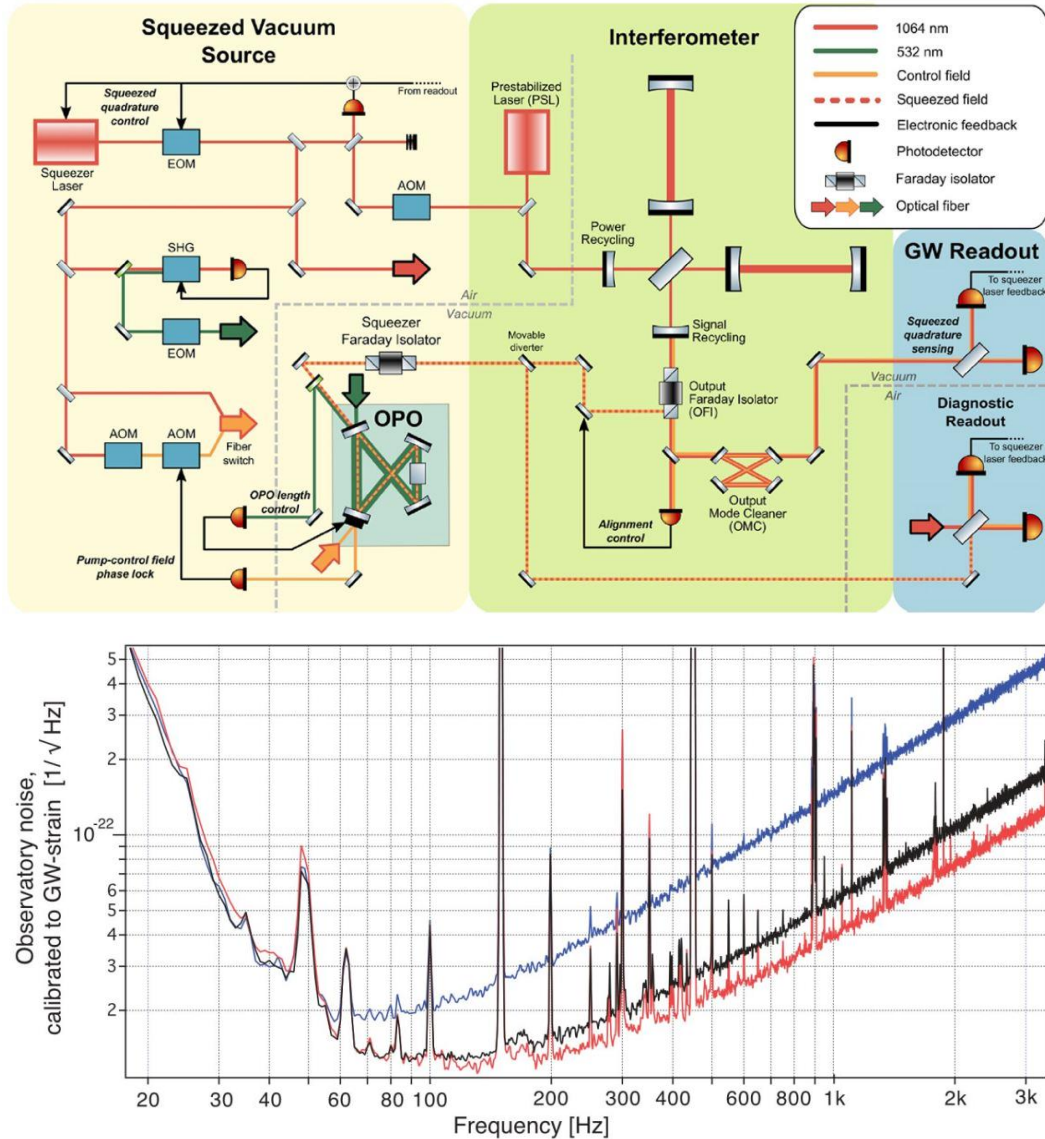 Squeezed Vacuum
Source
Interferometer
1064 nm
532 nm
Control field
Squeezed field
Electronic feedback
Photodetector
Faraday isolator
Optical fiber
Squeezed
quadrature
control
From readout
Squeezer
Laser
EOM
AOM
Prestabilized
Laser (PSL)
SHG
EOM
Air
Vacuum
Power
Recycling
GW Readout
To squeezer
laser feedback
Squeezed
quadrature
sensing
Squeezer
Faraday Isolator
Movable
diverter
Signal
Recycling
Output
Faraday Isolator
(OFI)
Vacuum
Air
Diagnostic
Readout
To squeezer
laser feedback
OPO
AOM
AOM
Fiber
switch
OPO length
control
Output
Mode Cleaner
(OMC)
Alignment
control
Pump-control field
phase lock
Observatory noise,
calibrated to GW-strain [1/√Hz]
5
4
3
2
10-22
8
6
5
4
3
2
20
30
40
60
80
100
200
300
400
600
800
1k
2k
3k
Frequency [Hz]